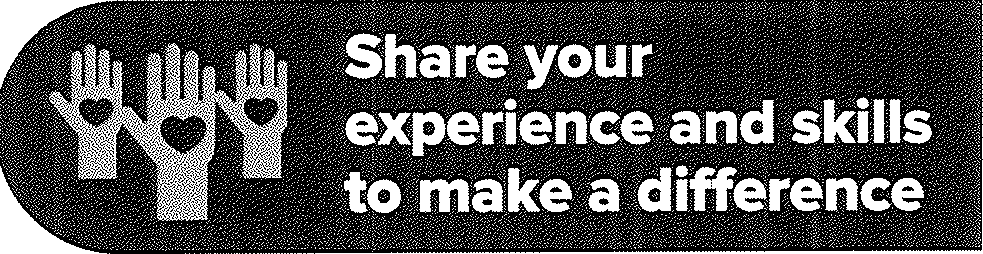 Share your
experience and skills
to make a difference